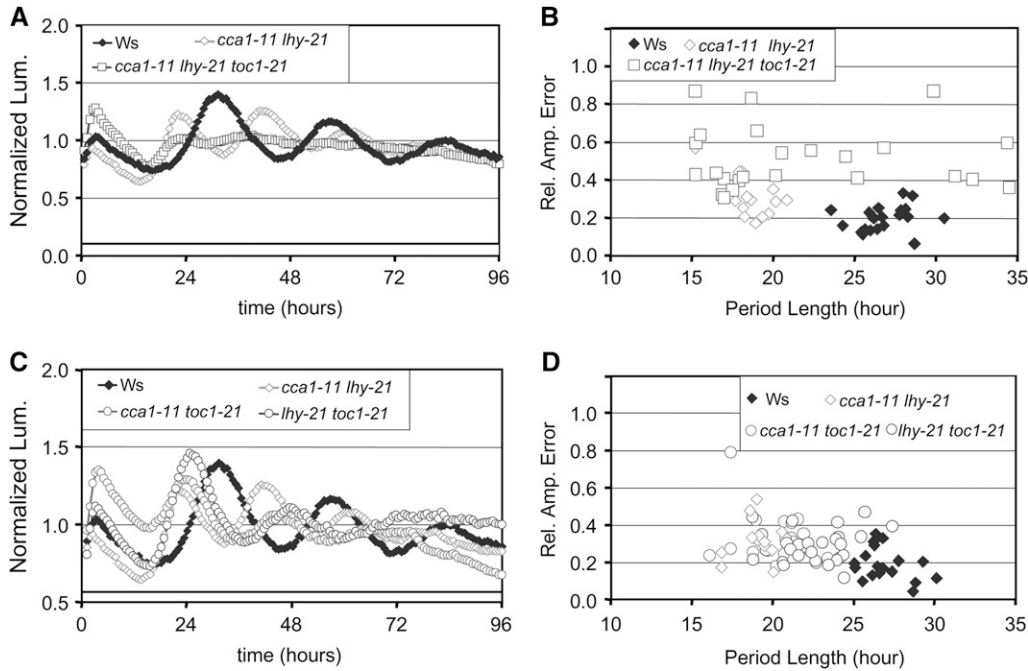 A
Normalized Lum.
2.0
1.5
1.0
0.5
0.0
Ws
cca1-11 lhy-21
cca1-11 lhy-21 toc1-21
0 24 48 72 96
time (hours)
B
Rel. Amp. Error
1.0
0.8
0.6
0.4
0.2
0.0
Ws
cca1-11 lhy-21
cca1-11 lhy-21 toc1-21
10 15 20 25 30 35
Period Length (hour)
C
Normalized Lum.
2.0
1.5
1.0
0.5
Ws
cca1-11 lhy-21
cca1-11 toc1-21
lhy-21 toc1-21
0 24 48 72 96
time (hours)
D
Rel. Amp. Error
1.0
0.8
0.6
0.4
0.2
0.0
Ws
cca1-11 lhy-21
cca1-11 toc1-21
lhy-21 toc1-21
10 15 20 25 30 35
Period Length (hour)